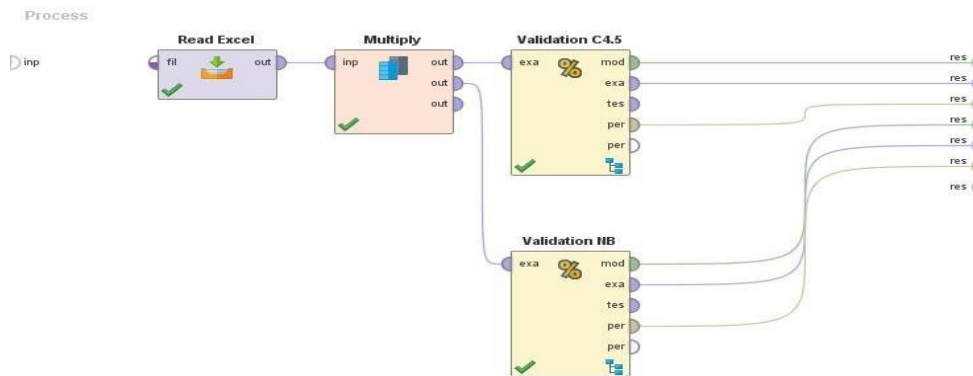 Process
inp
Read Excel
fil out
Multiply
inp out
out
out
Validation C4.5
exa mod
exa
tes
per
per
Validation NB
exa mod
exa
tes
per
per
res
res
res
res
res
res
res